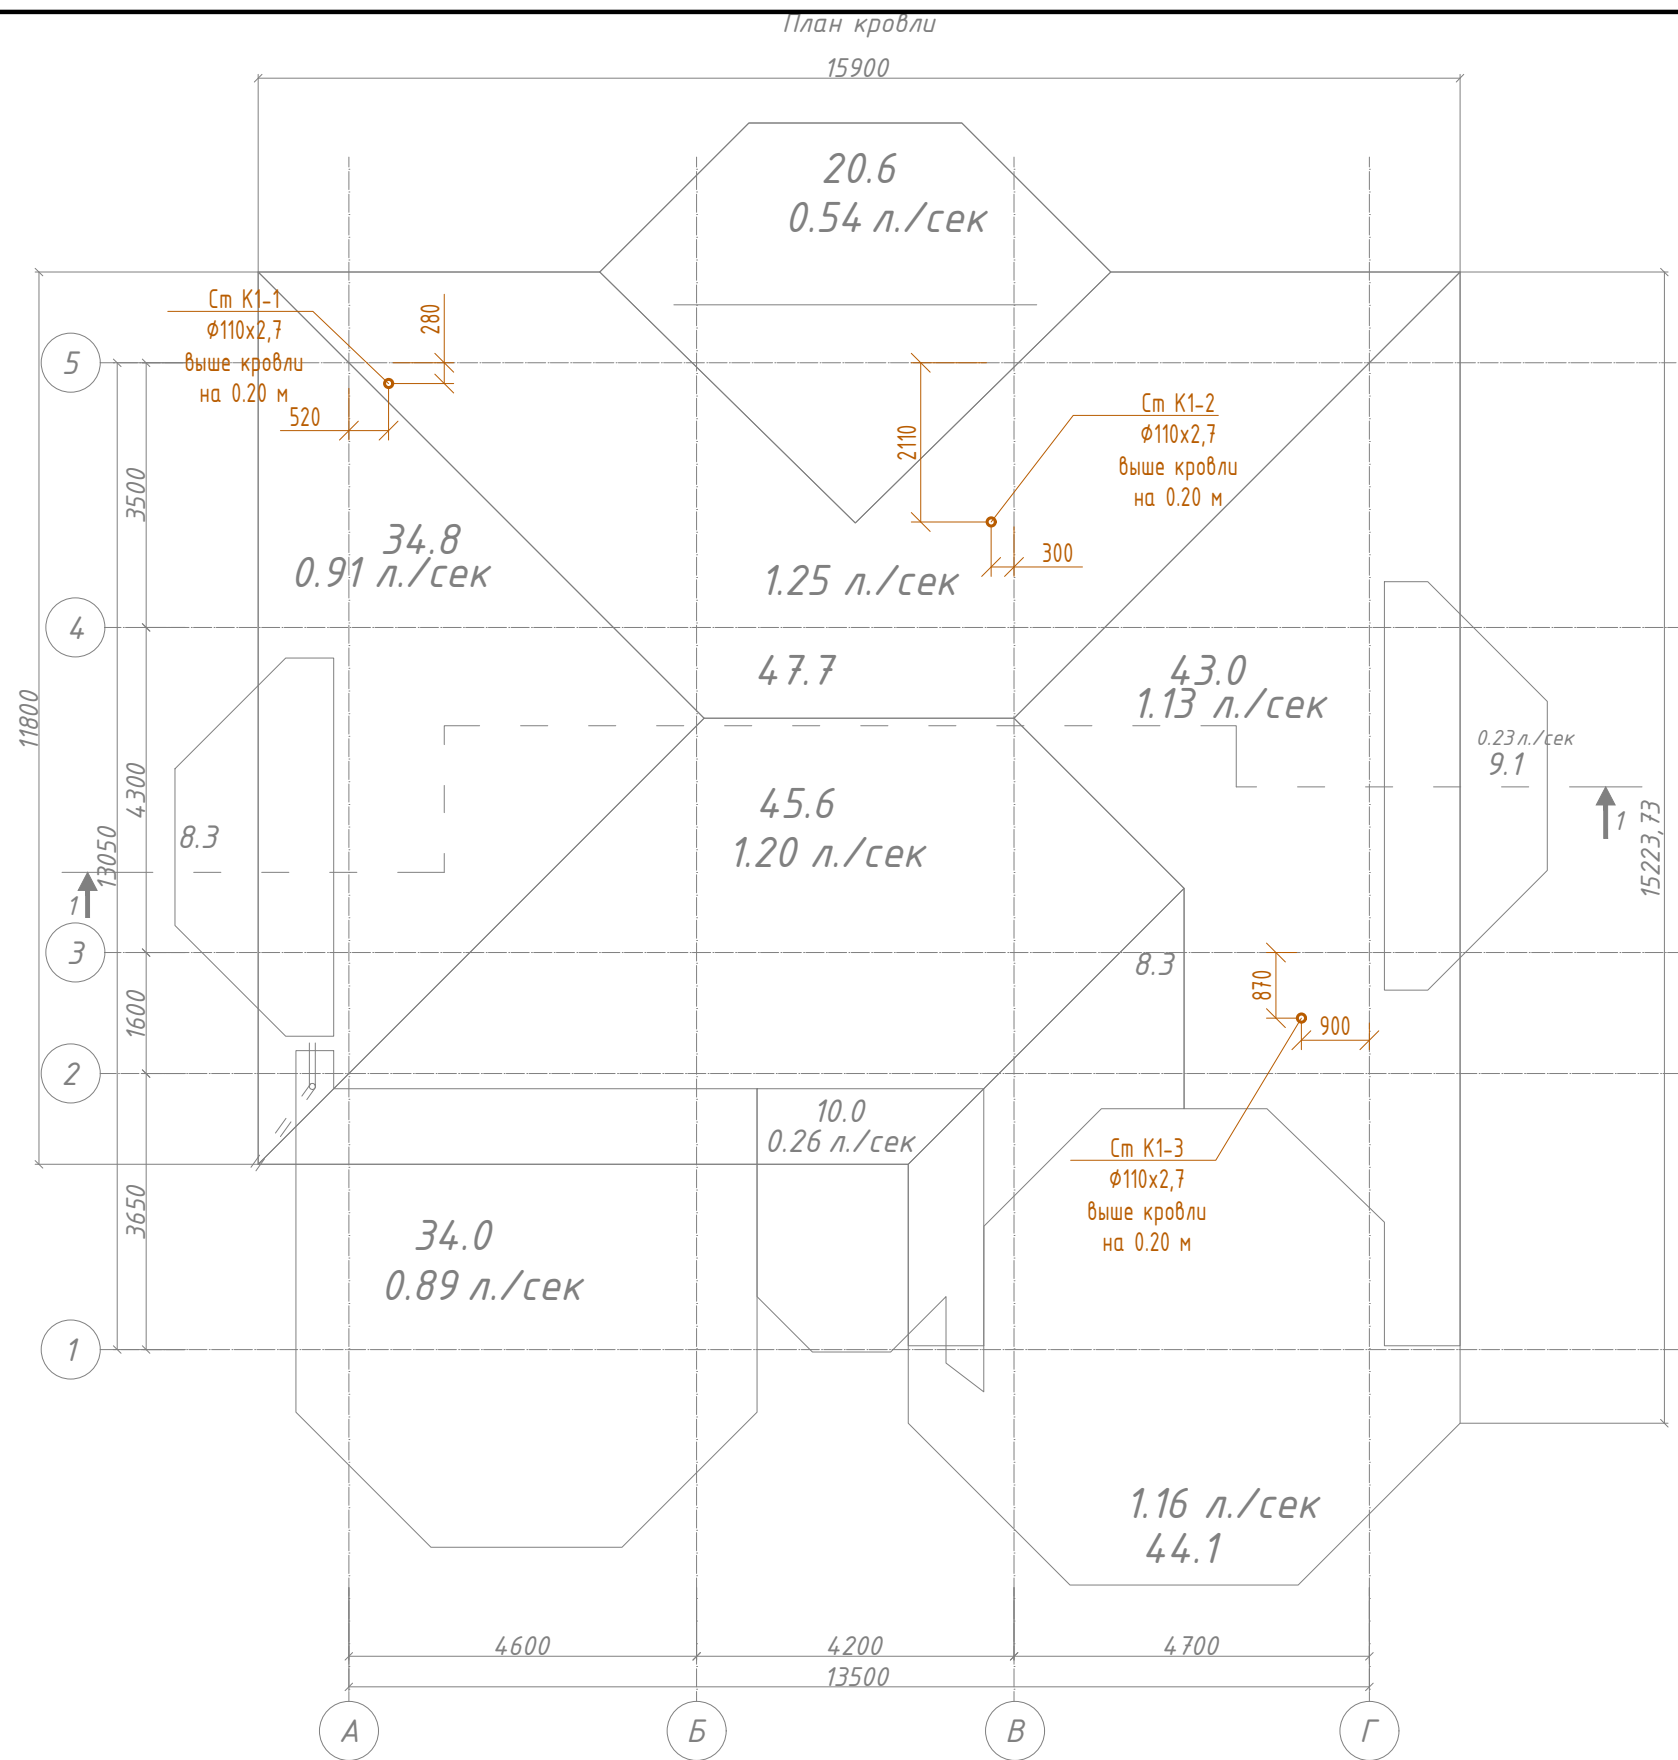 План кровли
15900
20.6
0.54 л./сек
Ст К1-1
Ø110х2,7
выше кровли
на 0.20 м
280
520
5
2110
Ст К1-2
Ø110х2,7
выше кровли
на 0.20 м
300
3500
34.8
0.91 л./сек
1.25 л./сек
4
47.7
43.0
1.13 л./сек
11800
0.23 л./сек
9.1
4300
45.6
1.20 л./сек
8.3
13050
1
1
15223,73
3
8.3
870
900
1600
2
10.0
0.26 л./сек
Ст К1-3
Ø110х2,7
выше кровли
на 0.20 м
3650
34.0
0.89 л./сек
1
1.16 л./сек
44.1
4600
4200
4700
13500
А
Б
В
Г